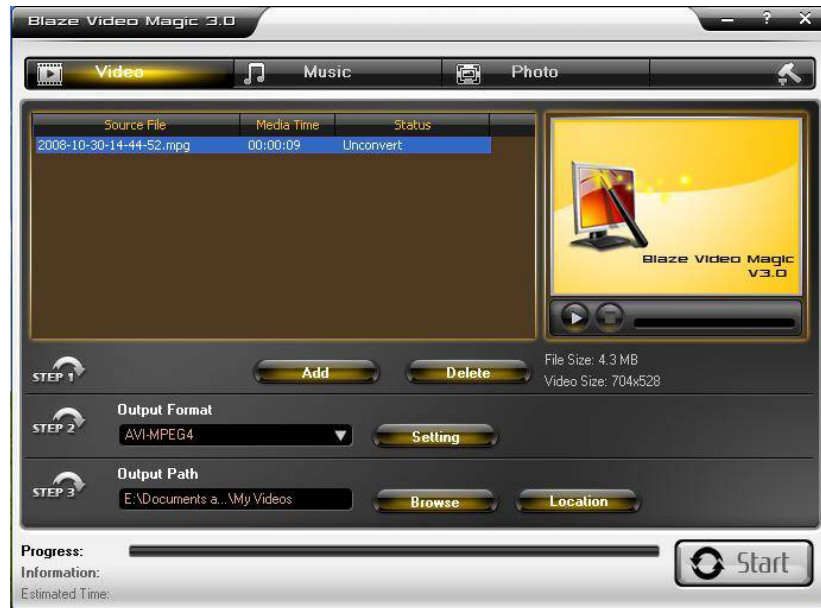 Blaze Video Magic 3.0
Video Music Photo
Source File Media Time Status
2008-10-30-14-44-52.mpg 00:00:09 Unconvert
Blaze Video Magic
V3.0
File Size: 4.3 MB
Video Size: 704x528
STEP 1 Add Delete
Output Format
STEP 2 AVI-MPEG4 Setting
Output Path
STEP 3 E:\Documents a...\My Videos Browse Location
Progress:
Information:
Estimated Time:
Start